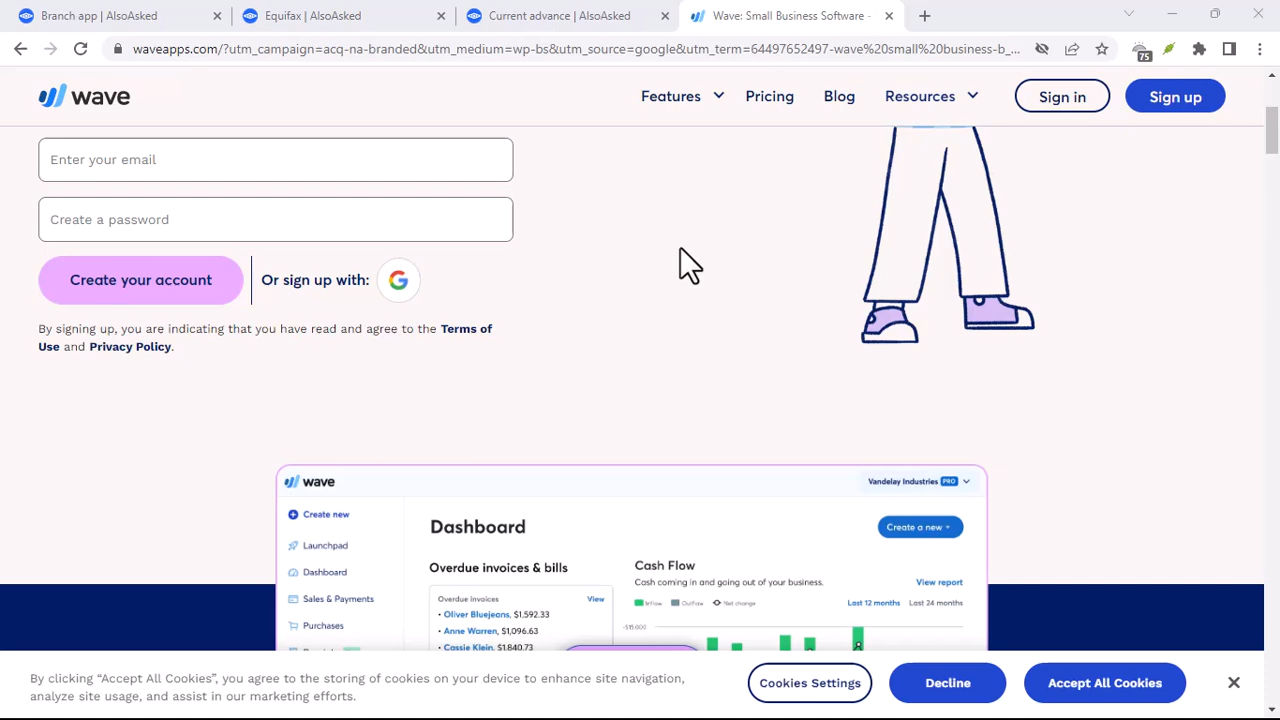 Branch app | AlsoAsked
Equifax | AlsoAsked
Current advance | AlsoAsked
Wave: Small Business Software -
waveapps.com/?utm_campaign=acq-na-branded&utm_medium=wp-bs&utm_source=google&utm_term=64497652497-wave%20small%20business-b_...
75
wave
Features
Pricing
Blog
Resources
Sign in
Sign up
Enter your email
Create a password
Create your account
Or sign up with:
By signing up, you are indicating that you have read and agree to the Terms of
Use and Privacy Policy.
wave
Vandelay Industries PRO
Create new
Dashboard
Create a new
Launchpad
Dashboard
Sales & Payments
Purchases
Overdue invoices & bills
Overdue invoices View
• Oliver Bluejeans, $1,592.33
• Anne Warren, $1,096.63
• Cassie Klein, $1,840.73
Cash Flow
Cash coming in and going out of your business.
View report
Inflow Outflow Net change
Last 12 months Last 24 months
-$15,000
By clicking “Accept All Cookies”, you agree to the storing of cookies on your device to enhance site navigation,
analyze site usage, and assist in our marketing efforts.
Cookies Settings
Decline
Accept All Cookies